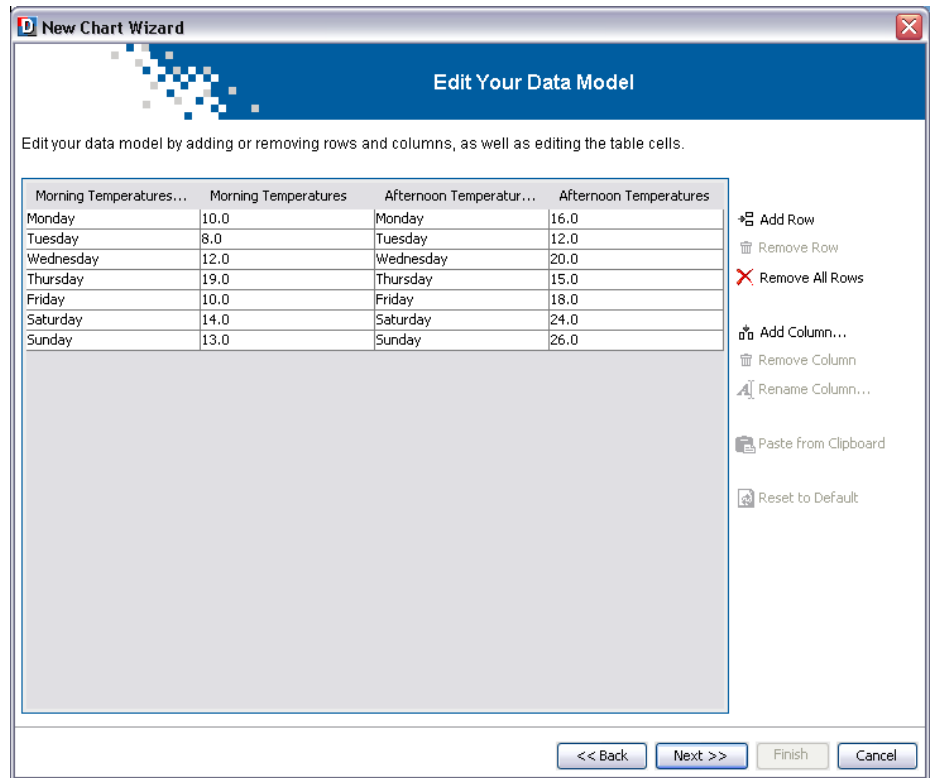 New Chart Wizard
Edit Your Data Model
Edit your data model by adding or removing rows and columns, as well as editing the table cells.
Morning Temperatures... Morning Temperatures Afternoon Temperatur... Afternoon Temperatures
Monday 10.0 Monday 16.0
Tuesday 8.0 Tuesday 12.0
Wednesday 12.0 Wednesday 20.0
Thursday 19.0 Thursday 15.0
Friday 10.0 Friday 18.0
Saturday 14.0 Saturday 24.0
Sunday 13.0 Sunday 26.0
Add Row
Remove Row
Remove All Rows
Add Column...
Remove Column
Rename Column...
Paste from Clipboard
Reset to Default
<< Back Next >> Finish Cancel